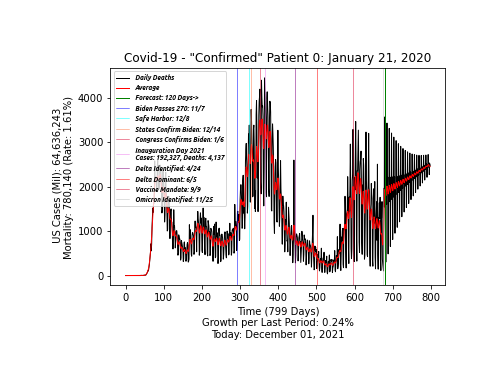 Covid-19 - "Confirmed" Patient 0: January 21, 2020
US Cases (Mil): 64,636,243
Mortality: 780,140 (Rate: 1.61%)
4000
3000
2000
1000
0
Daily Deaths
Average
Forecast: 120 Days->
Biden Passes 270: 11/7
Safe Harbor: 12/8
States Confirm Biden: 12/14
Congress Confirms Biden: 1/6
Inauguration Day 2021
Cases: 192,327, Deaths: 4,137
Delta Identified: 4/24
Delta Dominant: 6/5
Vaccine Mandate: 9/9
Omicron Identified: 11/25
0 100 200 300 400 500 600 700 800
Time (799 Days)
Growth per Last Period: 0.24%
Today: December 01, 2021